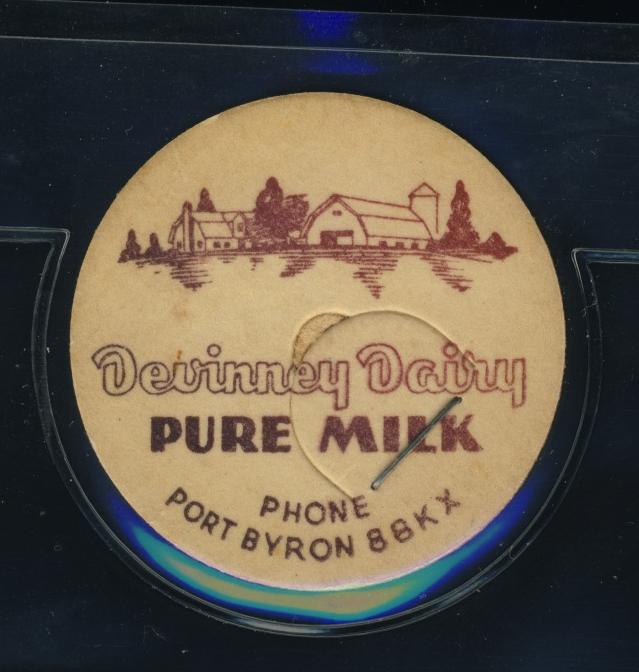 Devinney Dairy
PURE MILK
PHONE
PORT BYRON 88KX